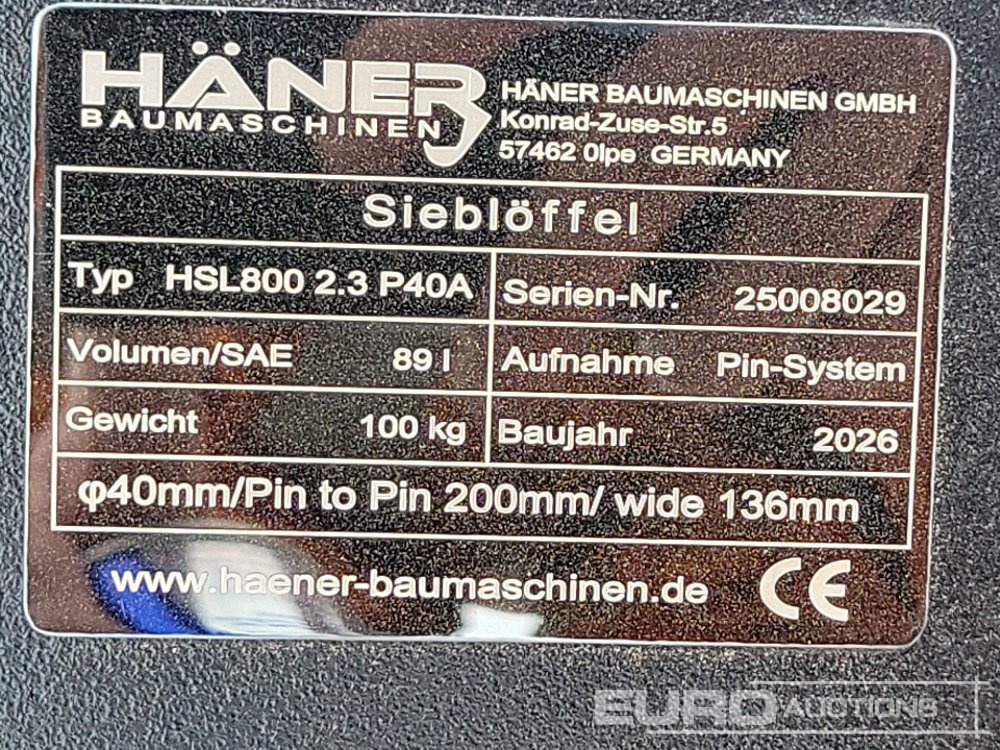 HÄNER
BAUMASCHINEN
HÄNER BAUMASCHINEN GMBH
Konrad-Zuse-Str.5
57462 Olpe GERMANY
Sieblöffel
Typ HSL800 2.3 P40A
Serien-Nr. 25008029
Volumen/SAE 89 l
Aufnahme Pin-System
Gewicht 100 kg
Baujahr 2026
φ40mm/Pin to Pin 200mm/ wide 136mm
www.haener-baumaschinen.de CE
EURO AUCTIONS